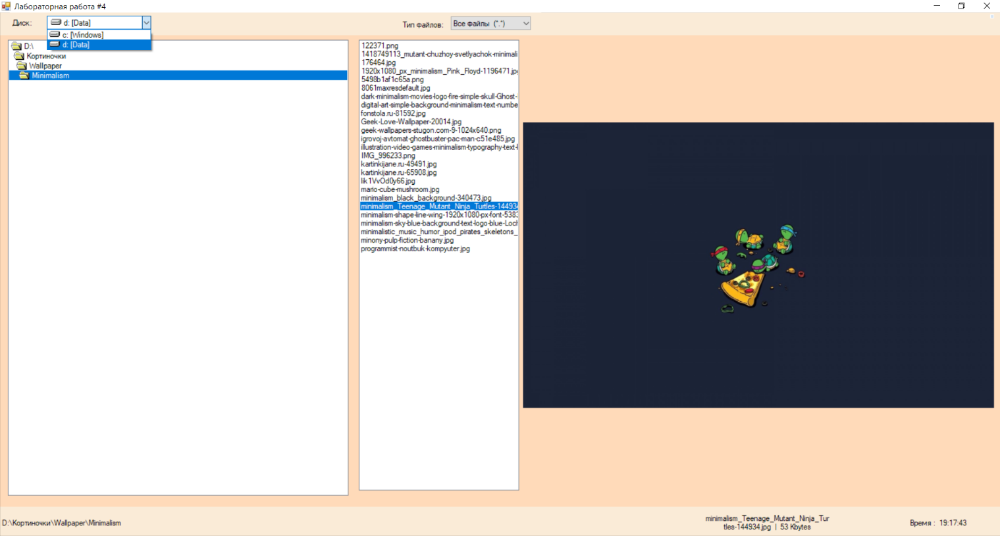 Лабораторная работа #4
Диск:
d: [Data]
Тип файлов:
Все файлы (*.*)
c: [Windows]
d: [Data]
D:\
Кортиночки
Wallpaper
Minimalism
122371.png
1418749113_mutant-chuzhoy-svetlyachok-minimali
176464.jpg
1920x1080_px_minimalism_Pink_Floyd-1196471.jpg
5498b1af1c65a.png
8061maxresdefault.jpg
dark-minimalism-movies-logo-fire-simple-skull-Ghost-
digital-art-simple-background-minimalism-text-numbe
fonstola.ru-81592.jpg
Geek-Love-Wallpaper-20014.jpg
geek-wallpapers-stugon.com-9-1024x640.png
igrovoj-avtomat-ghostbuster-pac-man-c51e485.jpg
illustration-video-games-minimalism-typography-text-l
IMG_996233.png
kartinkijane.ru-49491.jpg
kartinkijane.ru-65908.jpg
lik1VvOd0y66.jpg
mario-cube-mushroom.jpg
minimalism_black_background-340473.jpg
minimalism_Teenage_Mutant_Ninja_Turtles-144934
minimalism-shape-line-wing-1920x1080-px-font-5383
minimalism-sky-blue-background-text-logo-blue-Loch
minimalistic_music_humor_ipod_pirates_skeletons_
minony-pulp-fiction-banany.jpg
programmist-noutbuk-kompyuter.jpg
D:\Кортиночки\Wallpaper\Minimalism
minimalism_Teenage_Mutant_Ninja_Tur
tles-144934.jpg | 53 Kbytes
Время : 19:17:43